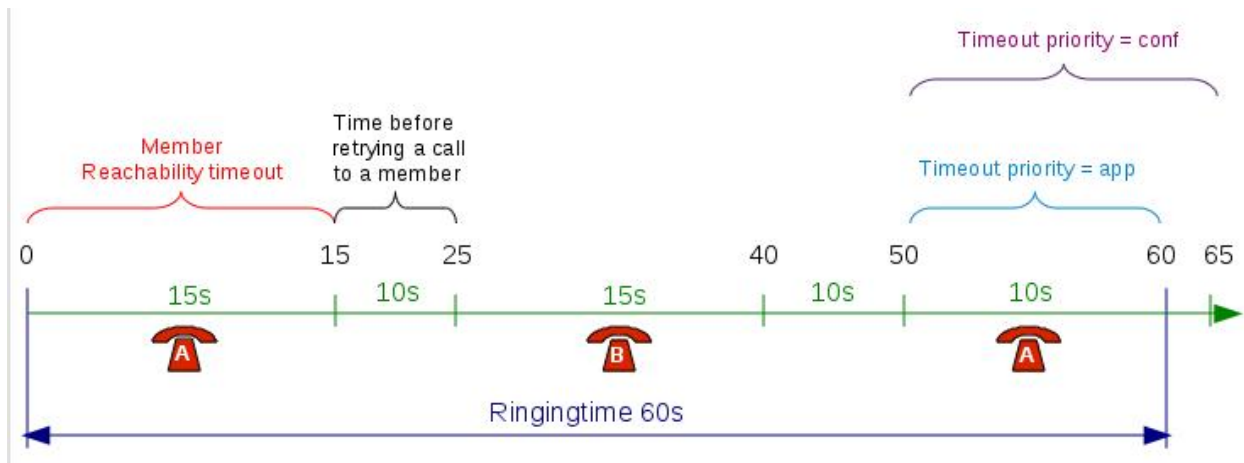 Timeout priority = conf
Time before
retrying a call
to a member
Member
Reachability timeout
Timeout priority = app
0 15 25 40 50 60 65
15s 10s 15s 10s 10s
A B A
Ringingtime 60s